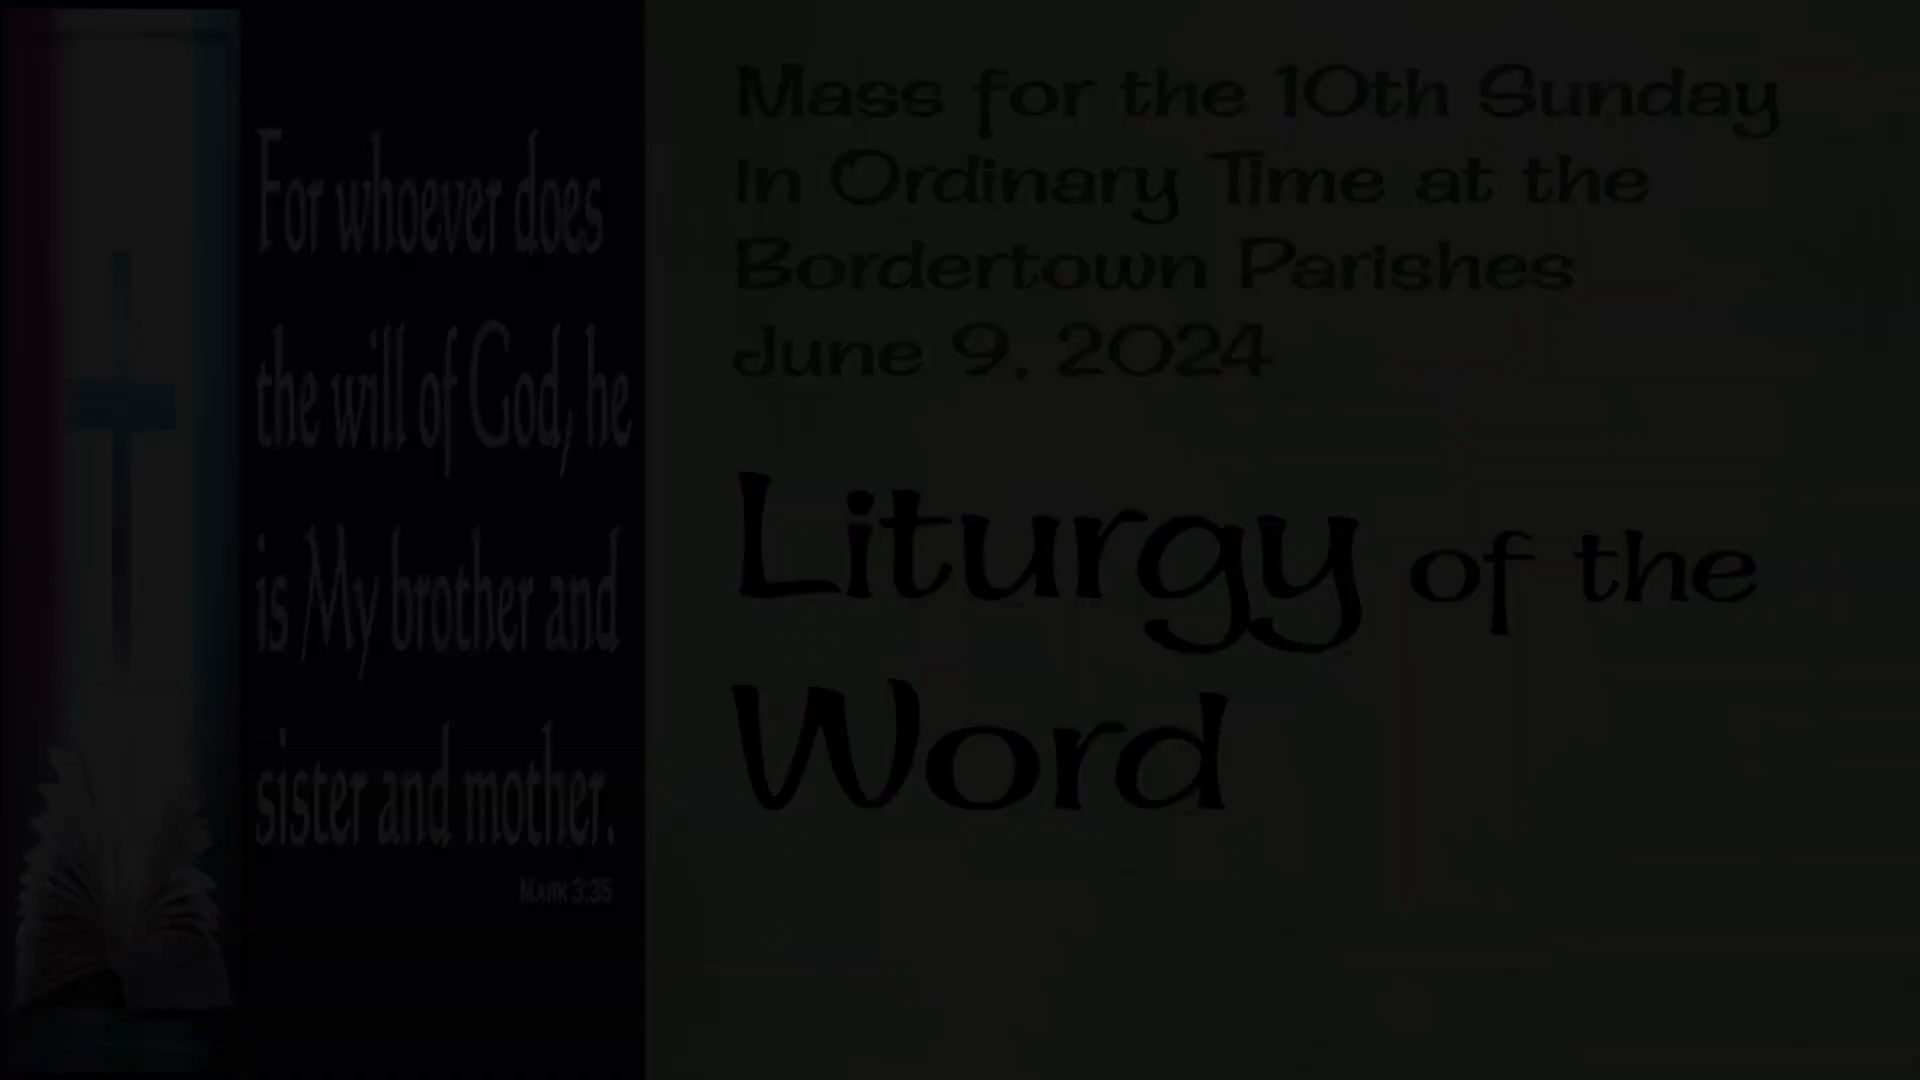 For whoever does
the will of God, he
is My brother and
sister and mother.
MARK 3:35
Mass for the 10th Sunday
In Ordinary Time at the
Bordertown Parishes
June 9, 2024
Liturgy of the
Word